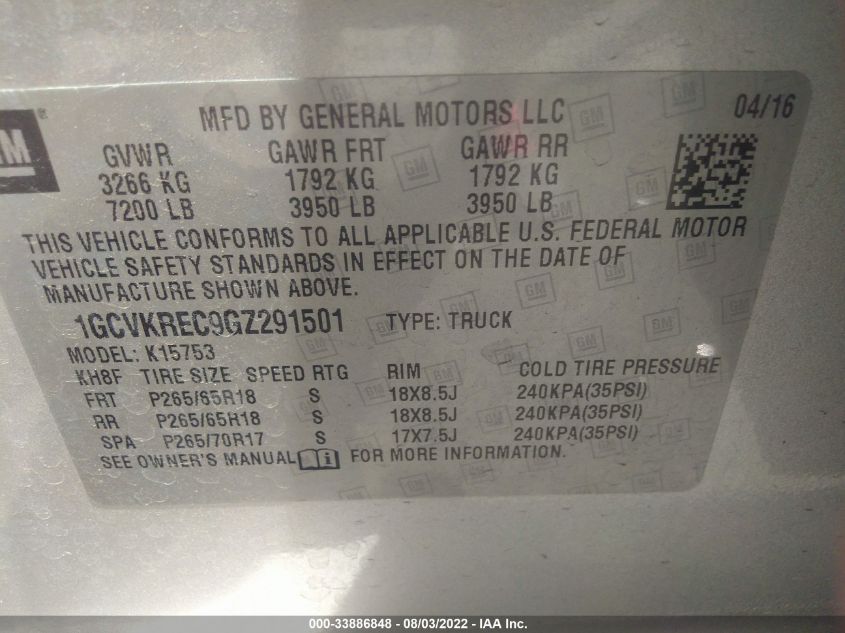 GM®
MFD BY GENERAL MOTORS LLC 04/16
GVWR GAWR FRT GAWR RR
3266 KG 1792 KG 1792 KG
7200 LB 3950 LB 3950 LB
THIS VEHICLE CONFORMS TO ALL APPLICABLE U.S. FEDERAL MOTOR
VEHICLE SAFETY STANDARDS IN EFFECT ON THE DATE OF
MANUFACTURE SHOWN ABOVE.
1GCVKREC9GZ291501 TYPE: TRUCK
MODEL: K15753
KH8F TIRE SIZE SPEED RTG RIM COLD TIRE PRESSURE
FRT P265/65R18 S 18X8.5J 240KPA(35PSI)
RR P265/65R18 S 18X8.5J 240KPA(35PSI)
SPA P265/70R17 S 17X7.5J 240KPA(35PSI)
SEE OWNER'S MANUAL i FOR MORE INFORMATION.
000-33886848 - 08/03/2022 - IAA Inc.